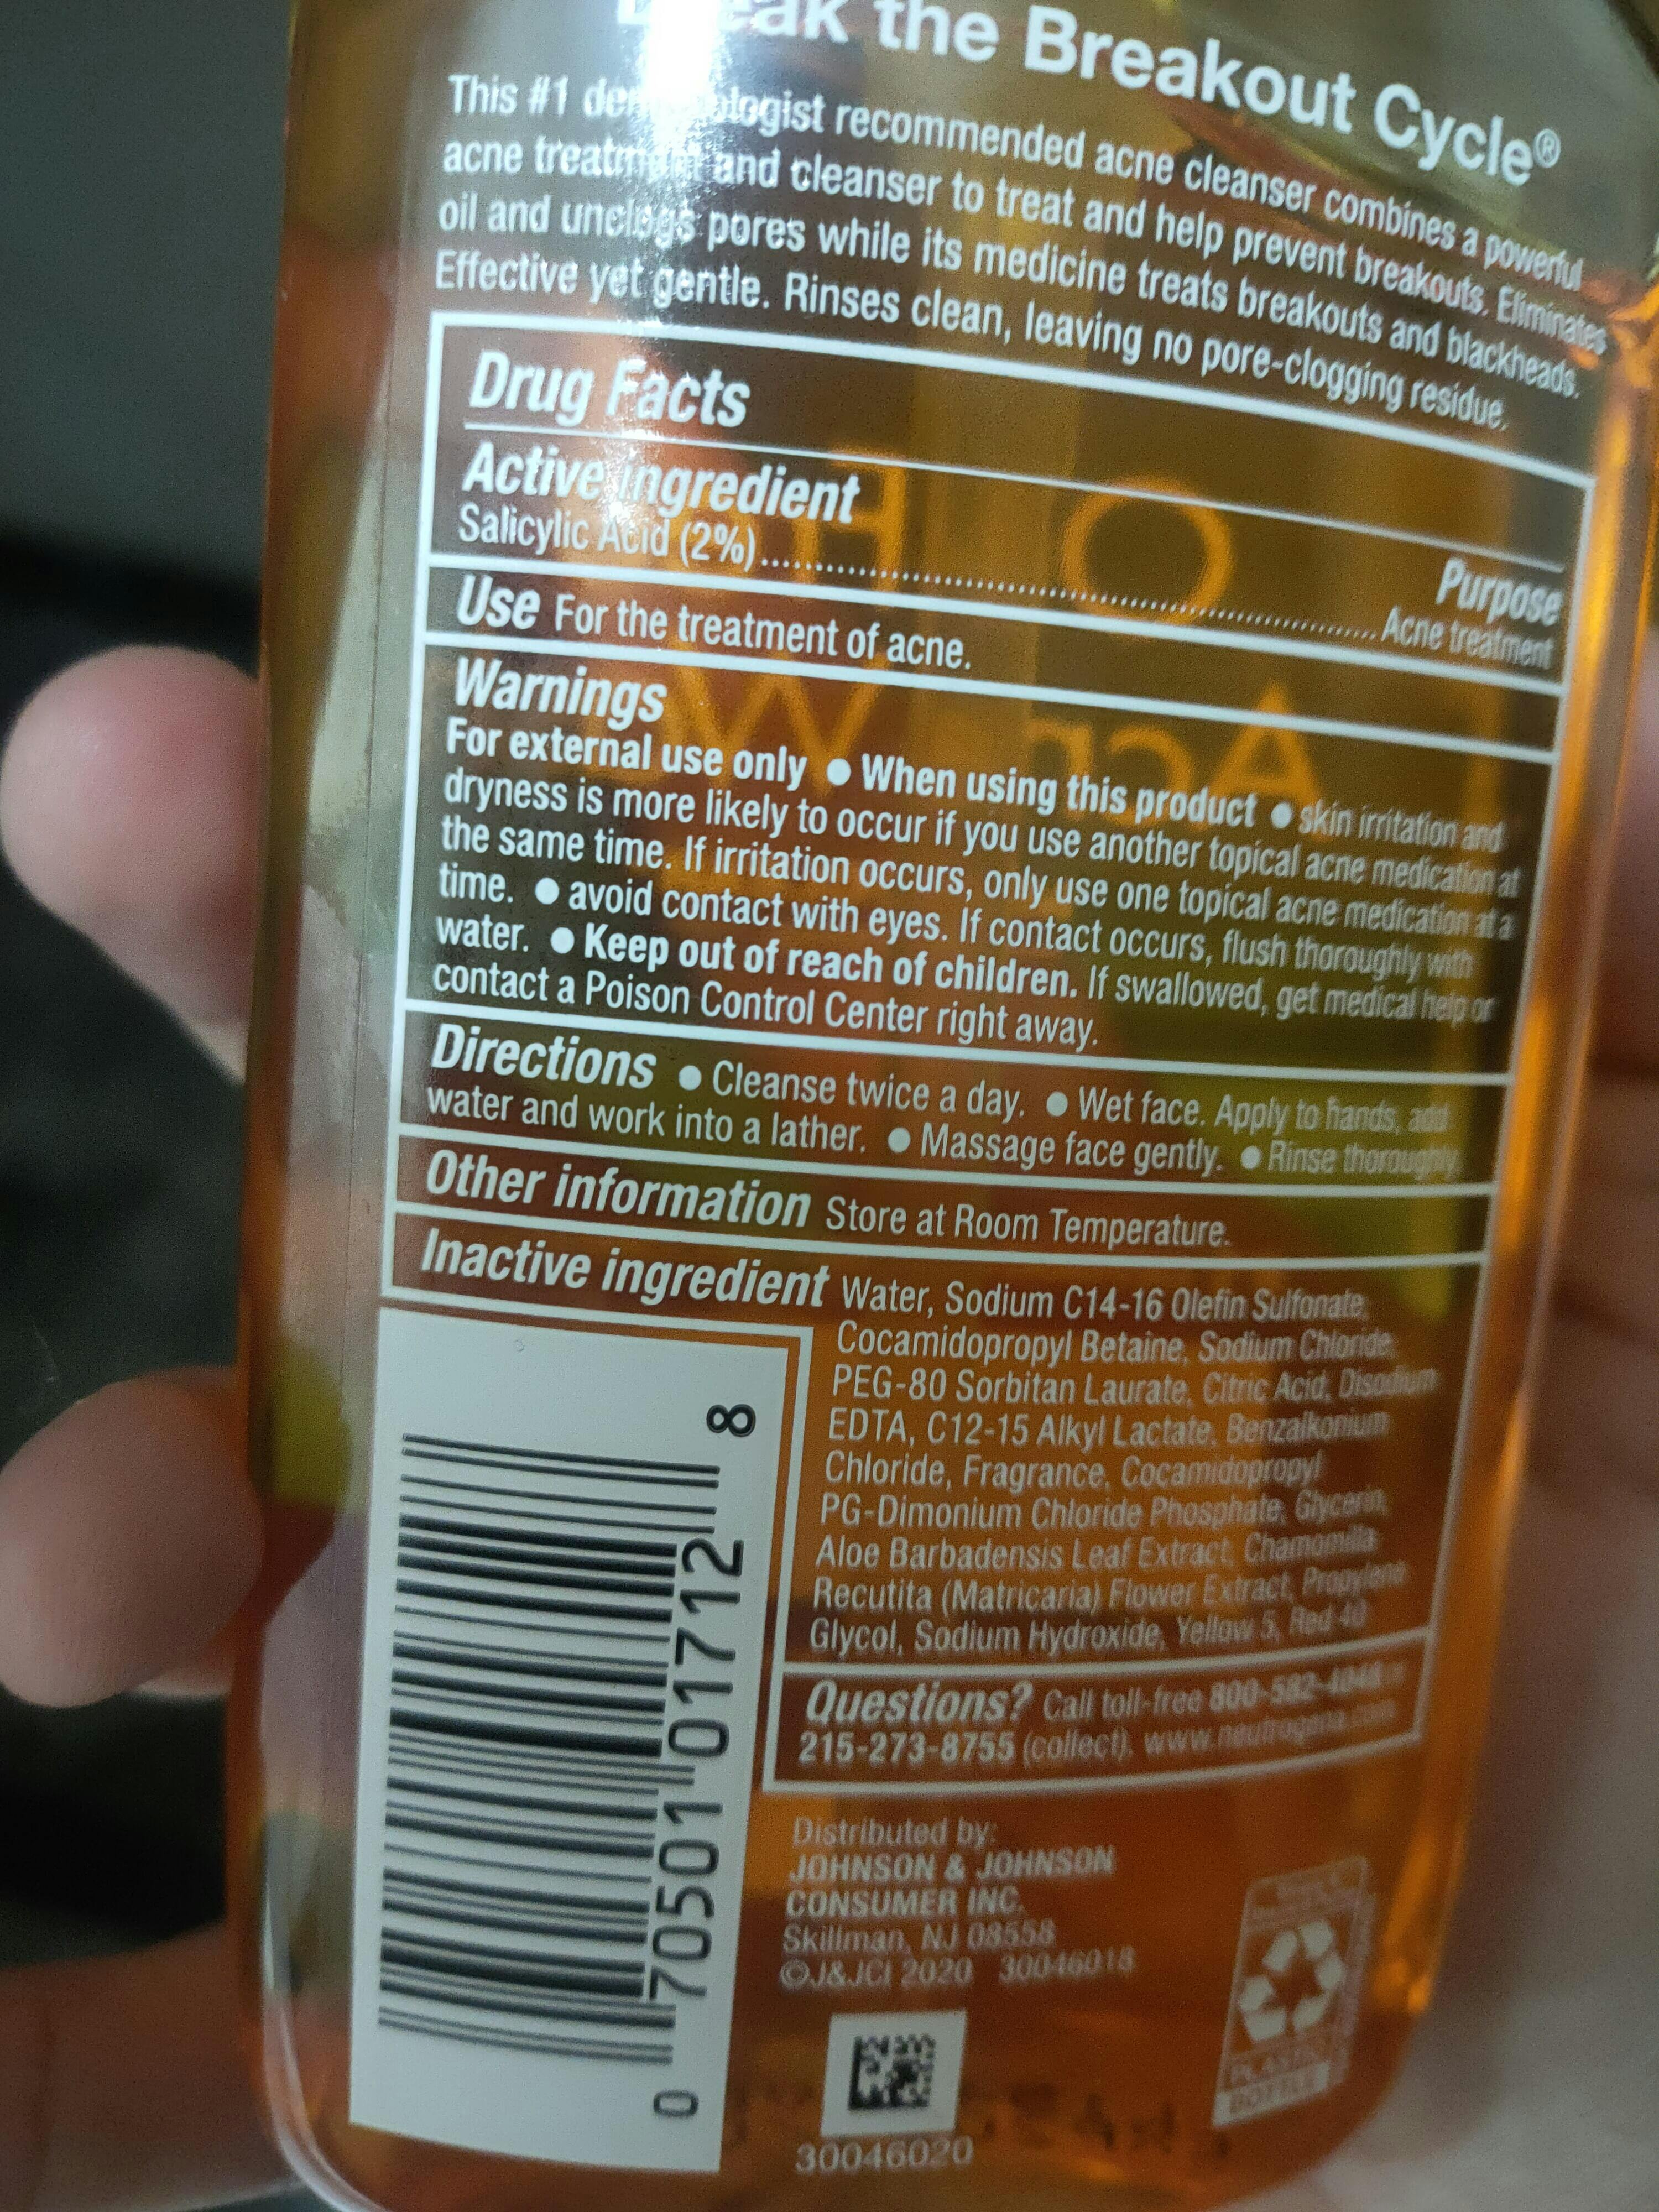 the Breakout Cycle®
This #1 dermatologist recommended acne cleanser combines a powerful
acne treatment and cleanser to treat and help prevent breakouts. Eliminates
oil and unclogs pores while its medicine treats breakouts and blackheads.
Effective yet gentle. Rinses clean, leaving no pore-clogging residue.
Drug Facts
Active ingredient
Purpose
Salicylic Acid (2%)........................................Acne treatment
Use For the treatment of acne.
Warnings
For external use only ● When using this product ● skin irritation and
dryness is more likely to occur if you use another topical acne medication at
the same time. If irritation occurs, only use one topical acne medication at a
time. ● avoid contact with eyes. If contact occurs, flush thoroughly with
water. ● Keep out of reach of children. If swallowed, get medical help or
contact a Poison Control Center right away.
Directions ● Cleanse twice a day. ● Wet face. Apply to hands, add
water and work into a lather. ● Massage face gently. ● Rinse thoroughly.
Other information Store at Room Temperature.
Inactive ingredient Water, Sodium C14-16 Olefin Sulfonate,
Cocamidopropyl Betaine, Sodium Chloride,
PEG-80 Sorbitan Laurate, Citric Acid, Disodium
EDTA, C12-15 Alkyl Lactate, Benzalkonium
Chloride, Fragrance, Cocamidopropyl
PG-Dimonium Chloride Phosphate, Glycerin,
Aloe Barbadensis Leaf Extract, Chamomilla
Recutita (Matricaria) Flower Extract, Propylene
Glycol, Sodium Hydroxide, Yellow 5, Red 40
Questions? Call toll-free 800-582-4048 or
215-273-8755 (collect). www.neutrogena.com
0 70501 01712 8
Distributed by:
JOHNSON & JOHNSON
CONSUMER INC.
Skillman, NJ 08558
©J&JCI 2020 30046018
PLASTIC
BOTTLE
30046020